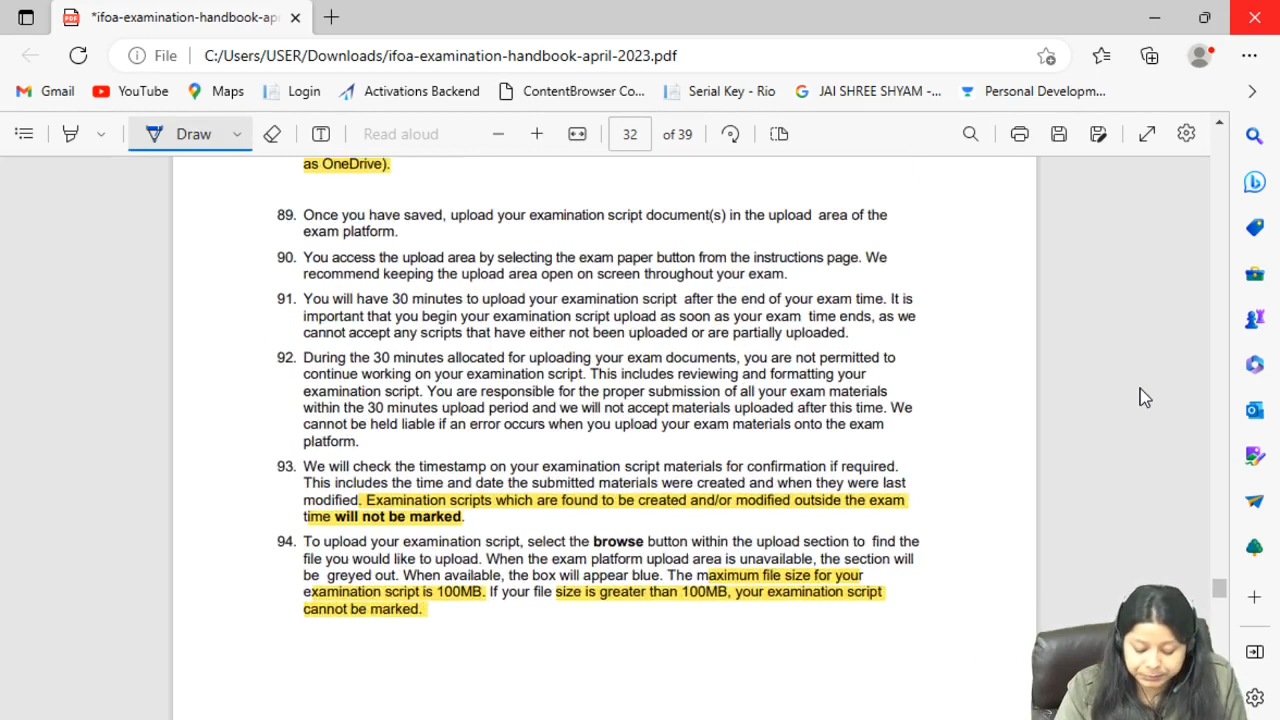 *ifoa-examination-handbook-ap
File
C:/Users/USER/Downloads/ifoa-examination-handbook-april-2023.pdf
Gmail YouTube Maps Login Activations Backend ContentBrowser Co... Serial Key - Rio JAI SHREE SHYAM -... Personal Developm...
Draw Read aloud 32 of 39
as OneDrive).
89. Once you have saved, upload your examination script document(s) in the upload area of the
exam platform.
90. You access the upload area by selecting the exam paper button from the instructions page. We
recommend keeping the upload area open on screen throughout your exam.
91. You will have 30 minutes to upload your examination script after the end of your exam time. It is
important that you begin your examination script upload as soon as your exam time ends, as we
cannot accept any scripts that have either not been uploaded or are partially uploaded.
92. During the 30 minutes allocated for uploading your exam documents, you are not permitted to
continue working on your examination script. This includes reviewing and formatting your
examination script. You are responsible for the proper submission of all your exam materials
within the 30 minutes upload period and we will not accept materials uploaded after this time. We
cannot be held liable if an error occurs when you upload your exam materials onto the exam
platform.
93. We will check the timestamp on your examination script materials for confirmation if required.
This includes the time and date the submitted materials were created and when they were last
modified. Examination scripts which are found to be created and/or modified outside the exam
time will not be marked.
94. To upload your examination script, select the browse button within the upload section to find the
file you would like to upload. When the exam platform upload area is unavailable, the section will
be greyed out. When available, the box will appear blue. The maximum file size for your
examination script is 100MB. If your file size is greater than 100MB, your examination script
cannot be marked.